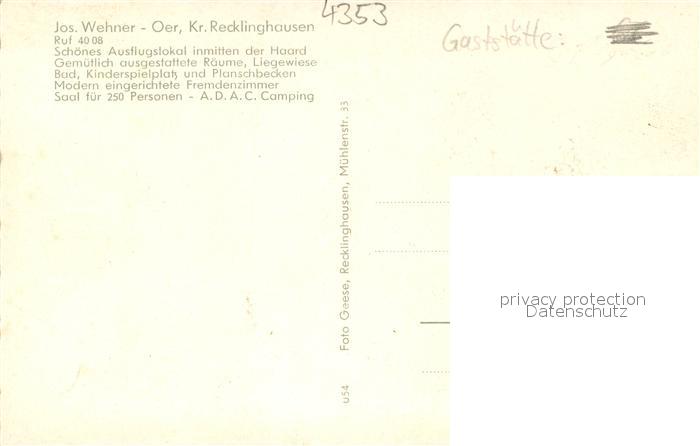 4353
Gaststätte:
Jos. Wehner - Oer, Kr. Recklinghausen
Ruf 4008
Schönes Ausflugslokal inmitten der Haard
Gemütlich ausgestattete Räume, Liegewiese
Bad, Kinderspielplatz und Planschbecken
Modern eingerichtete Fremdenzimmer
Saal für 250 Personen - A.D.A.C. Camping
u54 Foto Geese, Recklinghausen, Mühlenstr. 33
privacy protection
Datenschutz